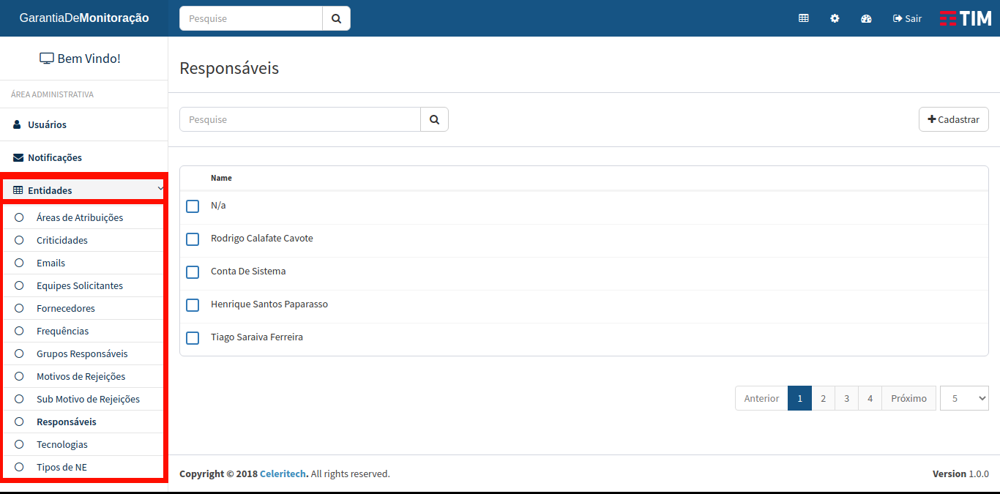 GarantiaDeMonitoração
Pesquise
Sair
TIM
Bem Vindo!
ÁREA ADMINISTRATIVA
Usuários
Notificações
Entidades
Áreas de Atribuições
Criticidades
Emails
Equipes Solicitantes
Fornecedores
Frequências
Grupos Responsáveis
Motivos de Rejeições
Sub Motivo de Rejeições
Responsáveis
Tecnologias
Tipos de NE
Responsáveis
Pesquise
Cadastrar
Name
N/a
Rodrigo Calafate Cavote
Conta De Sistema
Henrique Santos Paparasso
Tiago Saraiva Ferreira
Anterior 1 2 3 4 Próximo 5
Copyright © 2018 Celeritech. All rights reserved.
Version 1.0.0